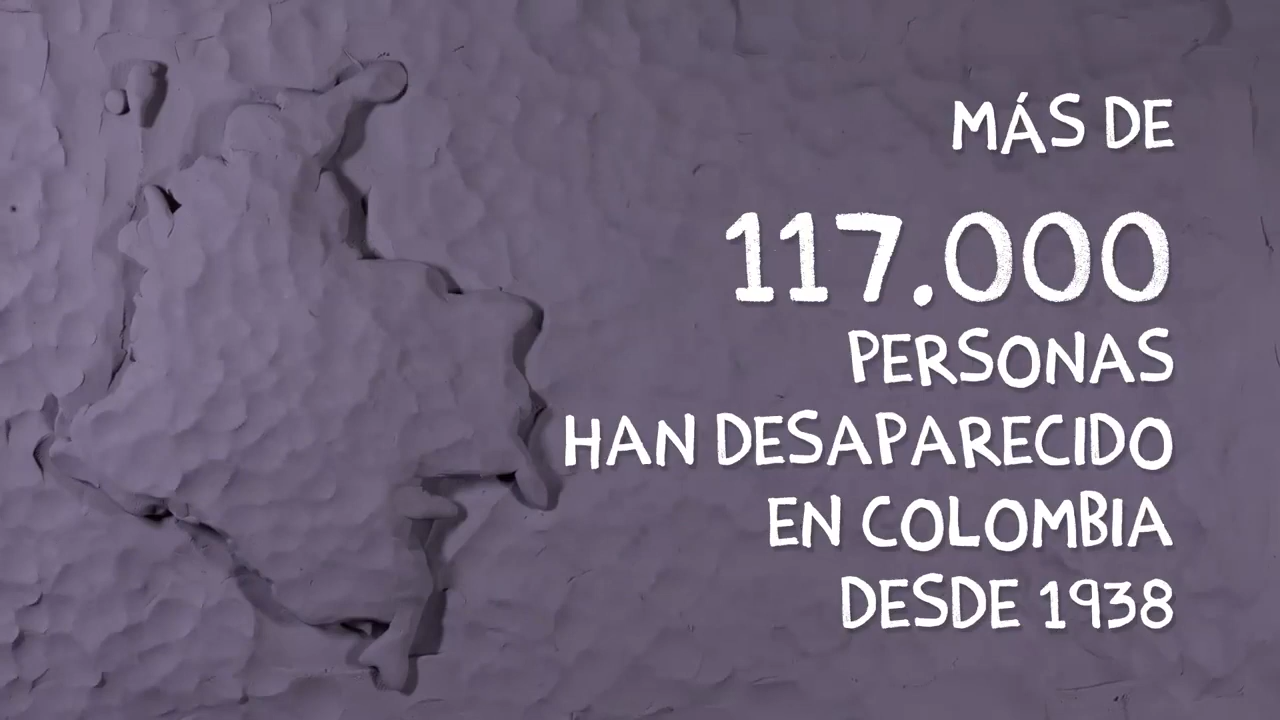 MÁS DE
117.000
PERSONAS
HAN DESAPARECIDO
EN COLOMBIA
DESDE 1938